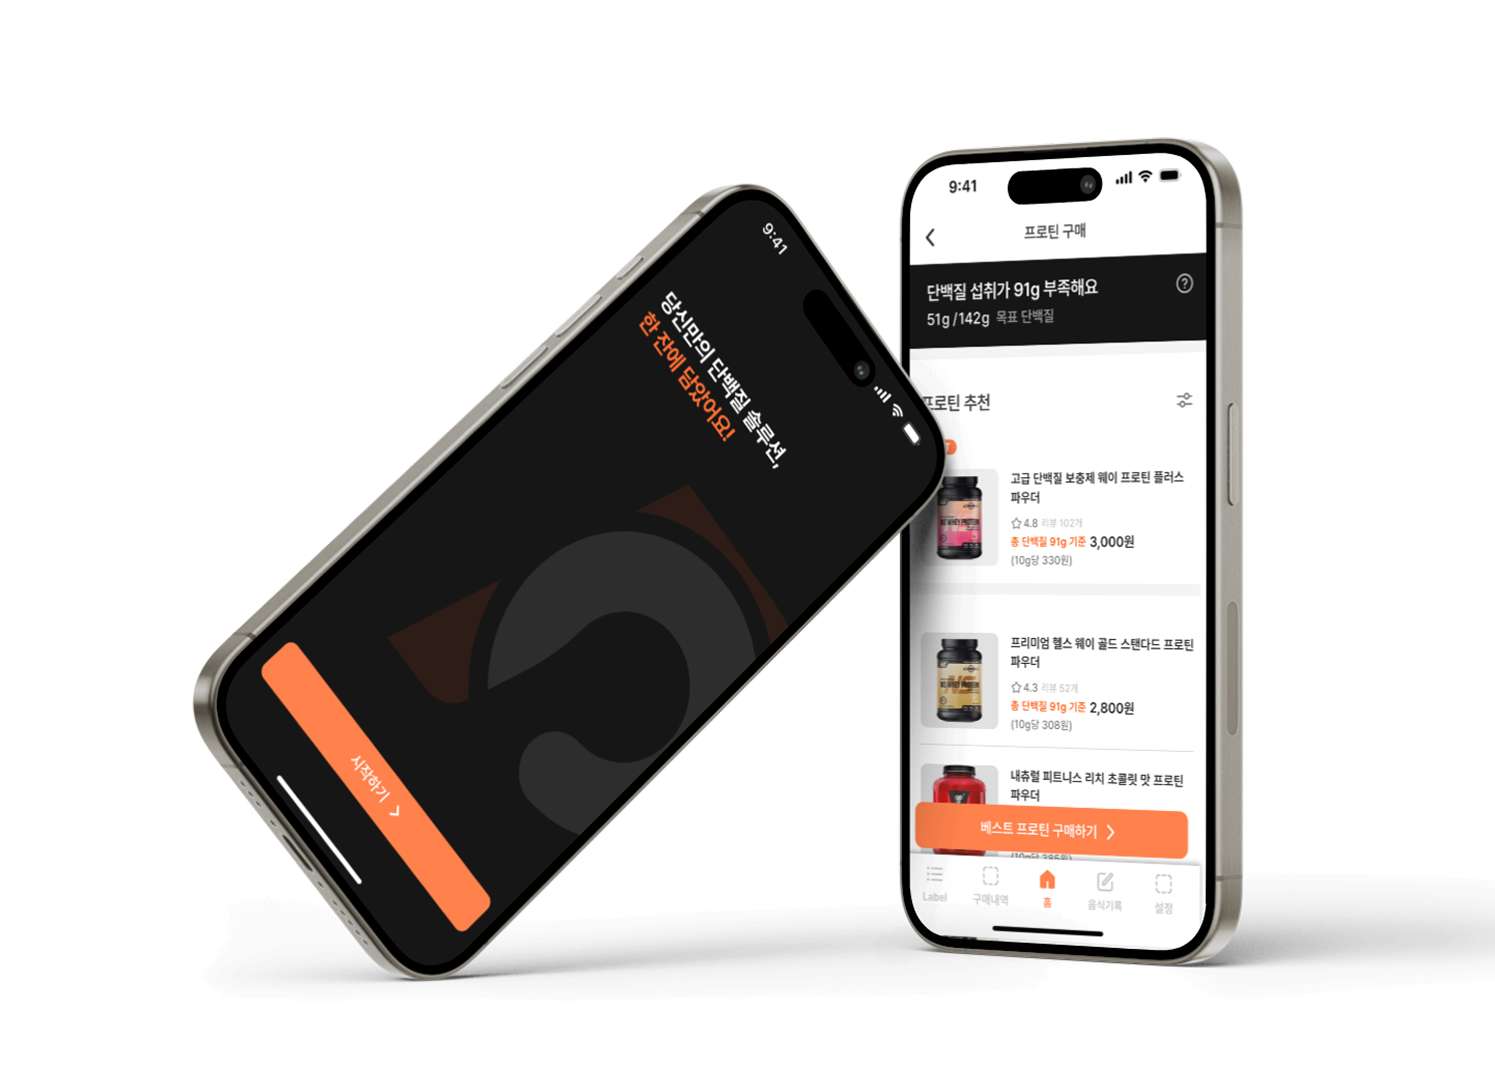 9:41
당신만의 단백질 솔루션,
한 잔에 담았어요!
시작하기
9:41
프로틴 구매
단백질 섭취가 91g 부족해요
51g /142g 목표 단백질
프로틴 추천
고급 단백질 보충제 웨이 프로틴 플러스
파우더
4.8 리뷰 102개
총 단백질 91g 기준 3,000원
(10g당 330원)
프리미엄 헬스 웨이 골드 스탠다드 프로틴
파우더
4.3 리뷰 52개
총 단백질 91g 기준 2,800원
(10g당 308원)
내츄럴 피트니스 리치 초콜릿 맛 프로틴
파우더
베스트 프로틴 구매하기
Label 구매내역 홈 음식기록 설정